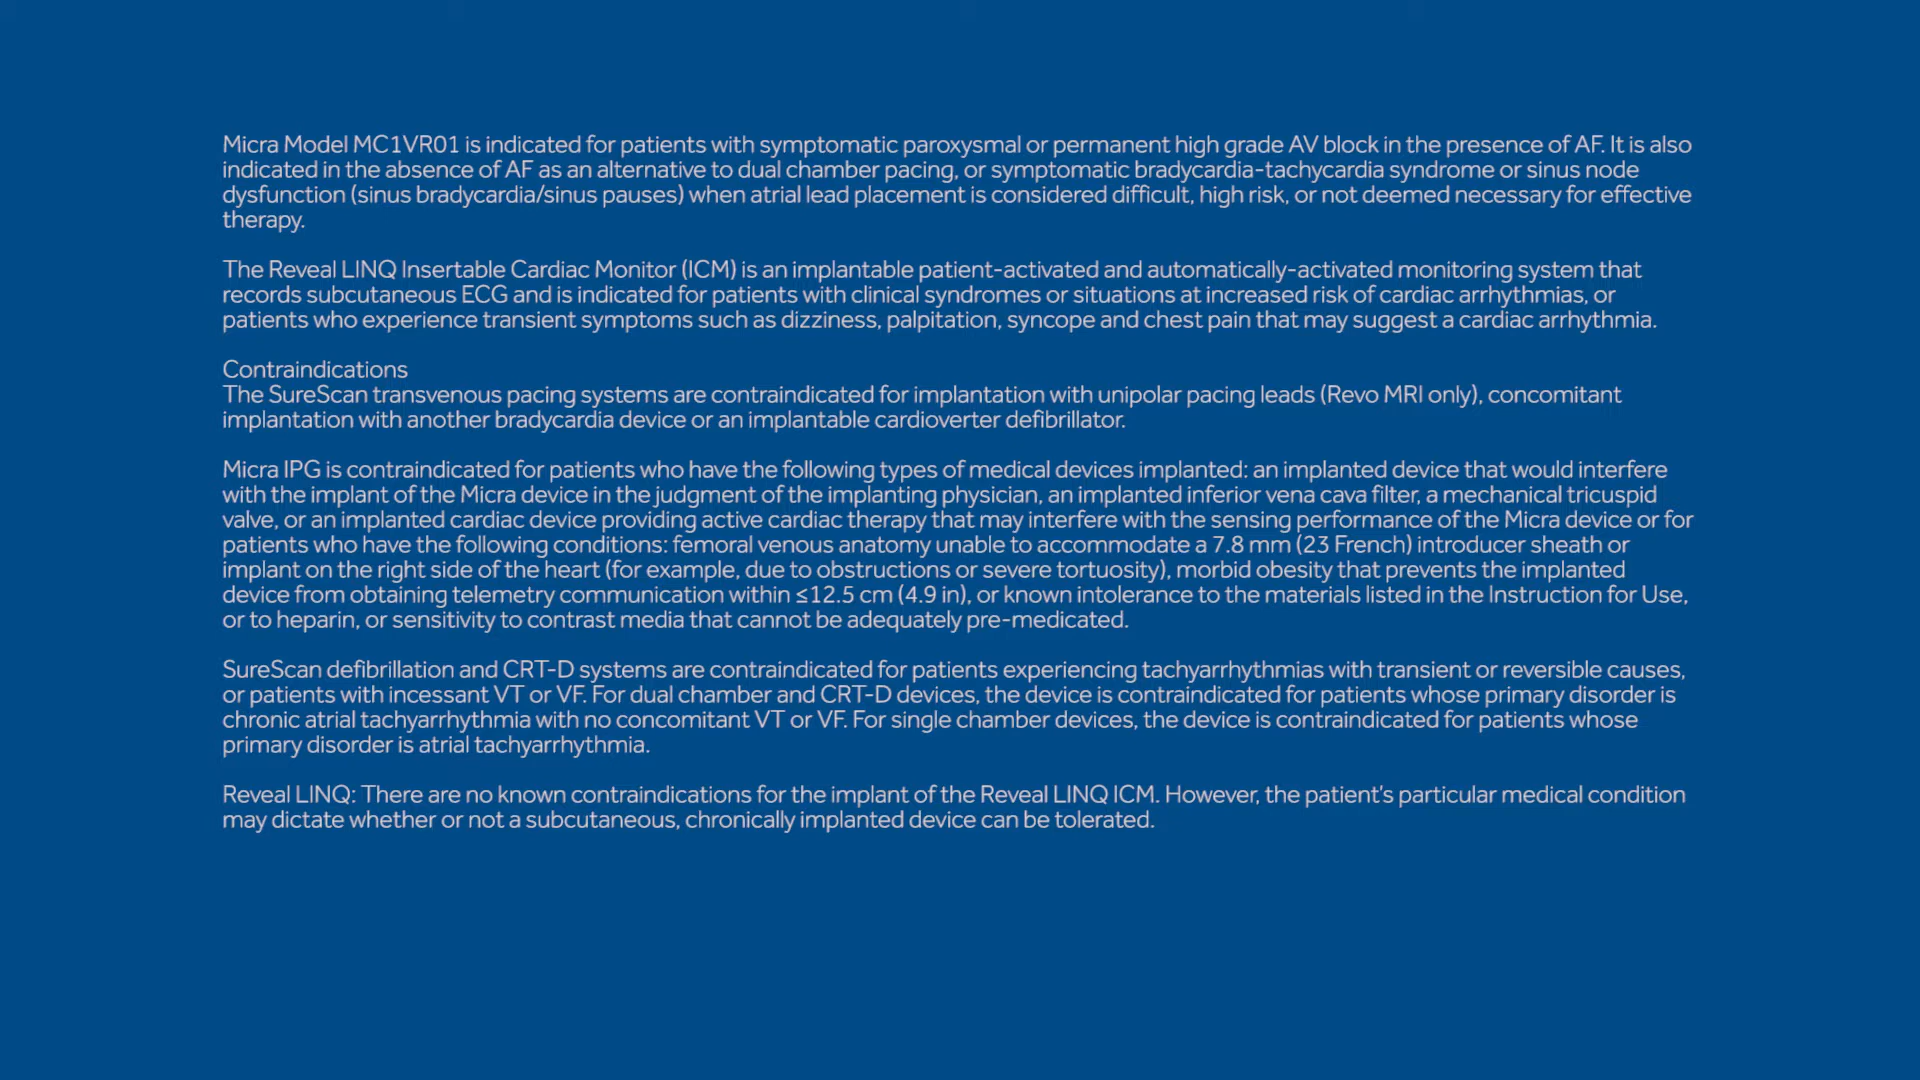 Micra Model MC1VR01 is indicated for patients with symptomatic paroxysmal or permanent high grade AV block in the presence of AF. It is also
indicated in the absence of AF as an alternative to dual chamber pacing, or symptomatic bradycardia-tachycardia syndrome or sinus node
dysfunction (sinus bradycardia/sinus pauses) when atrial lead placement is considered difficult, high risk, or not deemed necessary for effective
therapy.
The Reveal LINQ Insertable Cardiac Monitor (ICM) is an implantable patient-activated and automatically-activated monitoring system that
records subcutaneous ECG and is indicated for patients with clinical syndromes or situations at increased risk of cardiac arrhythmias, or
patients who experience transient symptoms such as dizziness, palpitation, syncope and chest pain that may suggest a cardiac arrhythmia.
Contraindications
The SureScan transvenous pacing systems are contraindicated for implantation with unipolar pacing leads (Revo MRI only), concomitant
implantation with another bradycardia device or an implantable cardioverter defibrillator.
Micra IPG is contraindicated for patients who have the following types of medical devices implanted: an implanted device that would interfere
with the implant of the Micra device in the judgment of the implanting physician, an implanted inferior vena cava filter, a mechanical tricuspid
valve, or an implanted cardiac device providing active cardiac therapy that may interfere with the sensing performance of the Micra device or for
patients who have the following conditions: femoral venous anatomy unable to accommodate a 7.8 mm (23 French) introducer sheath or
implant on the right side of the heart (for example, due to obstructions or severe tortuosity), morbid obesity that prevents the implanted
device from obtaining telemetry communication within ≤12.5 cm (4.9 in), or known intolerance to the materials listed in the Instruction for Use,
or to heparin, or sensitivity to contrast media that cannot be adequately pre-medicated.
SureScan defibrillation and CRT-D systems are contraindicated for patients experiencing tachyarrhythmias with transient or reversible causes,
or patients with incessant VT or VF. For dual chamber and CRT-D devices, the device is contraindicated for patients whose primary disorder is
chronic atrial tachyarrhythmia with no concomitant VT or VF. For single chamber devices, the device is contraindicated for patients whose
primary disorder is atrial tachyarrhythmia.
Reveal LINQ: There are no known contraindications for the implant of the Reveal LINQ ICM. However, the patient's particular medical condition
may dictate whether or not a subcutaneous, chronically implanted device can be tolerated.